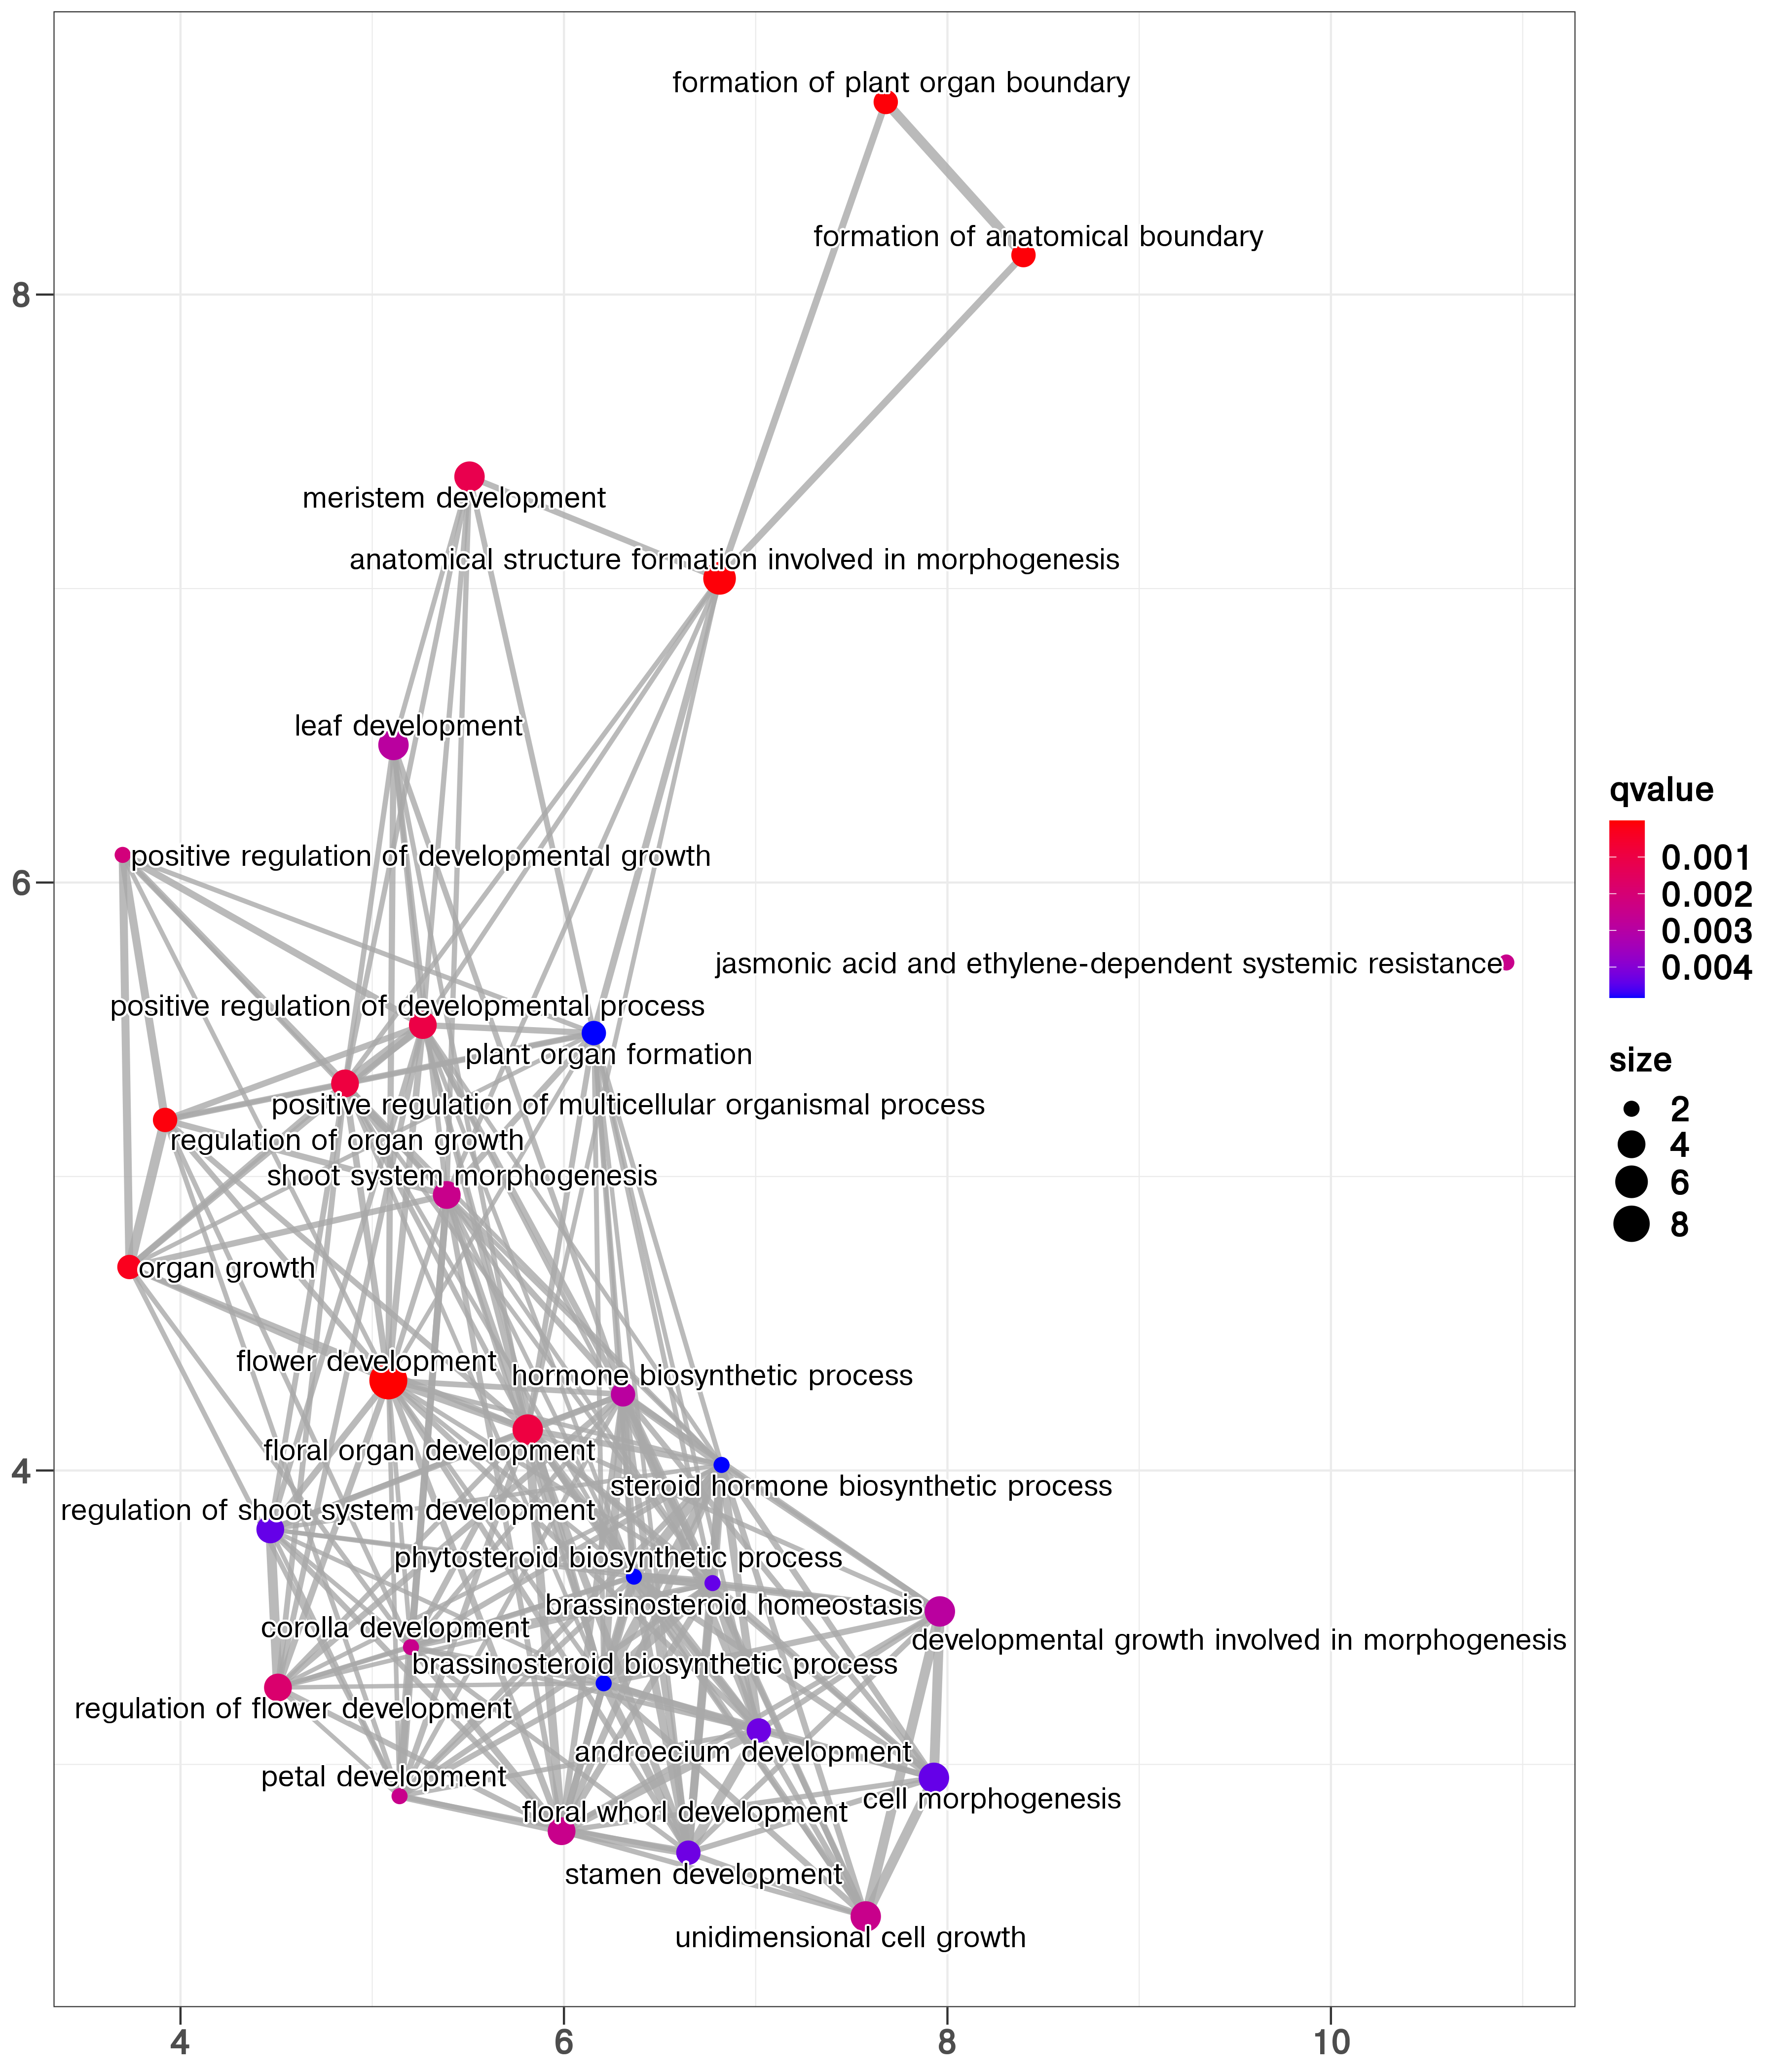 formation of plant organ boundary
formation of anatomical boundary
8
meristem development
anatomical structure formation involved in morphogenesis
leaf development
positive regulation of developmental growth
6
jasmonic acid and ethylene-dependent systemic resistance
positive regulation of developmental process
plant organ formation
positive regulation of multicellular organismal process
regulation of organ growth
shoot system morphogenesis
organ growth
flower development
hormone biosynthetic process
floral organ development
4
steroid hormone biosynthetic process
regulation of shoot system development
phytosteroid biosynthetic process
brassinosteroid homeostasis
corolla development
developmental growth involved in morphogenesis
brassinosteroid biosynthetic process
regulation of flower development
androecium development
petal development
cell morphogenesis
floral whorl development
stamen development
unidimensional cell growth
4
6
8
10
qvalue
0.001
0.002
0.003
0.004
size
2
4
6
8